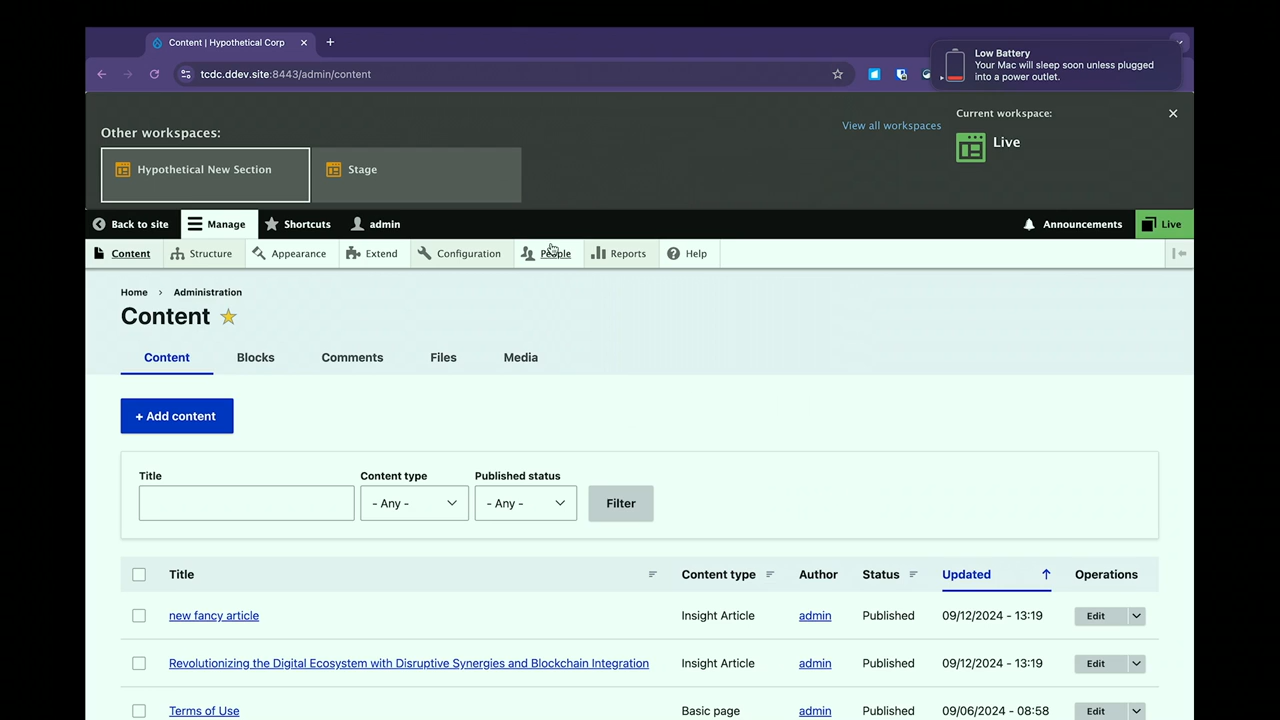 Content | Hypothetical Corp
tcdc.ddev.site:8443/admin/content
Low Battery
Your Mac will sleep soon unless plugged
into a power outlet.
Other workspaces:
View all workspaces
Current workspace:
Live
Hypothetical New Section
Stage
Back to site
Manage
Shortcuts
admin
Announcements
Live
Content
Structure
Appearance
Extend
Configuration
People
Reports
Help
Home › Administration
Content
Content
Blocks
Comments
Files
Media
+ Add content
Title
Content type
Published status
- Any -
- Any -
Filter
Title Content type Author Status Updated Operations
new fancy article Insight Article admin Published 09/12/2024 - 13:19 Edit
Revolutionizing the Digital Ecosystem with Disruptive Synergies and Blockchain Integration Insight Article admin Published 09/12/2024 - 13:19 Edit
Terms of Use Basic page admin Published 09/06/2024 - 08:58 Edit